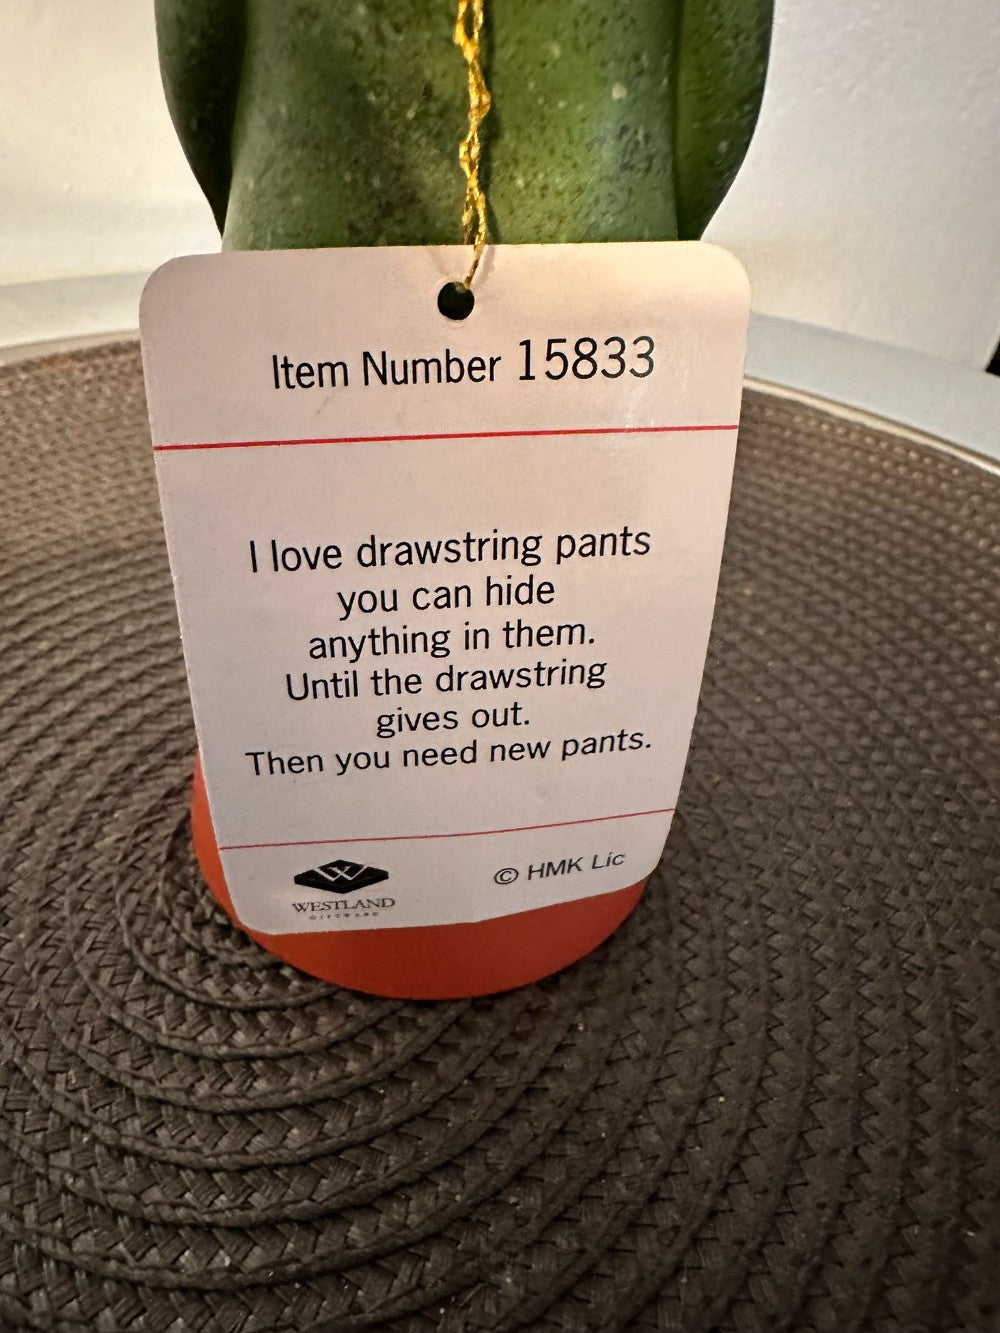 Item Number 15833
I love drawstring pants
you can hide
anything in them.
Until the drawstring
gives out.
Then you need new pants.
WESTLAND
GIFTWARE
© HMK Lic